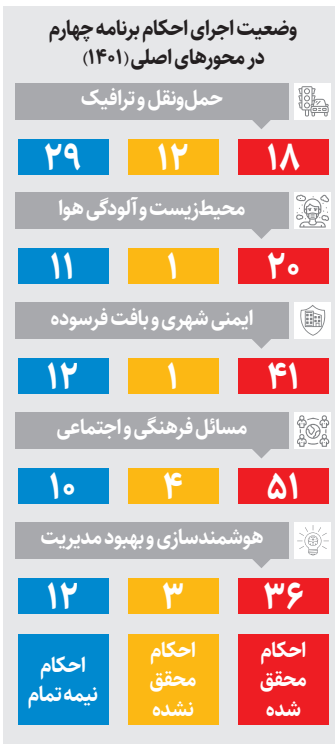 وضعیت اجرای احکام برنامه چهارم
در محورهای اصلی (۱۴۰۱)
حمل‌ونقل و ترافیک
۱۸ ۱۲ ۲۹
محیط‌زیست و آلودگی هوا
۲۰ ۱ ۱۱
ایمنی شهری و بافت فرسوده
۴۱ ۱ ۱۲
مسائل فرهنگی و اجتماعی
۵۱ ۴ ۱۰
هوشمندسازی و بهبود مدیریت
۳۶ ۳ ۱۲
احکام
محقق
شده
احکام
محقق
نشده
احکام
نیمه تمام